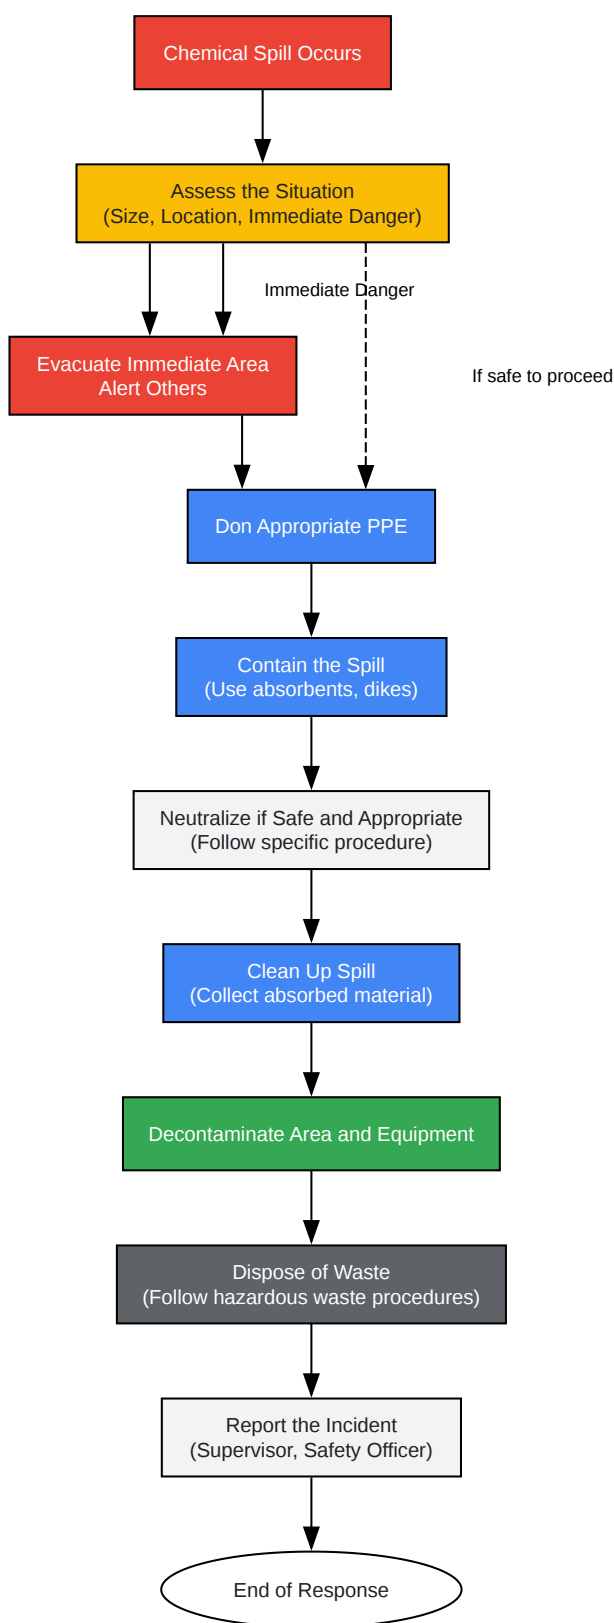 Chemical Spill Occurs
Assess the Situation
(Size, Location, Immediate Danger)
Immediate Danger
Evacuate Immediate Area
Alert Others
If safe to proceed
Don Appropriate PPE
Contain the Spill
(Use absorbents, dikes)
Neutralize if Safe and Appropriate
(Follow specific procedure)
Clean Up Spill
(Collect absorbed material)
Decontaminate Area and Equipment
Dispose of Waste
(Follow hazardous waste procedures)
Report the Incident
(Supervisor, Safety Officer)
End of Response